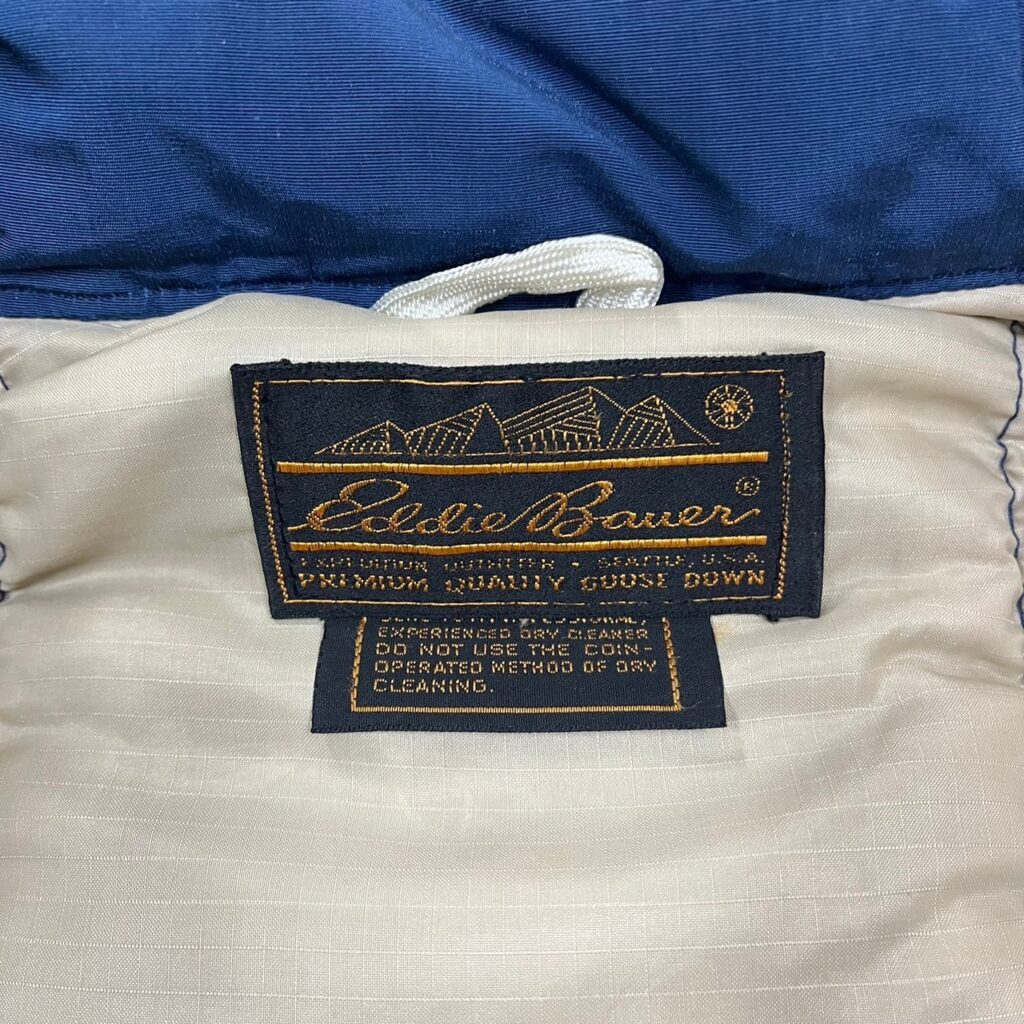 Eddie Bauer ®
EXPEDITION OUTFITTER • SEATTLE, U.S.A
PREMIUM QUALITY GOOSE DOWN
EXPERIENCED DRY CLEANER
DO NOT USE THE COIN-
OPERATED METHOD OF DRY
CLEANING.